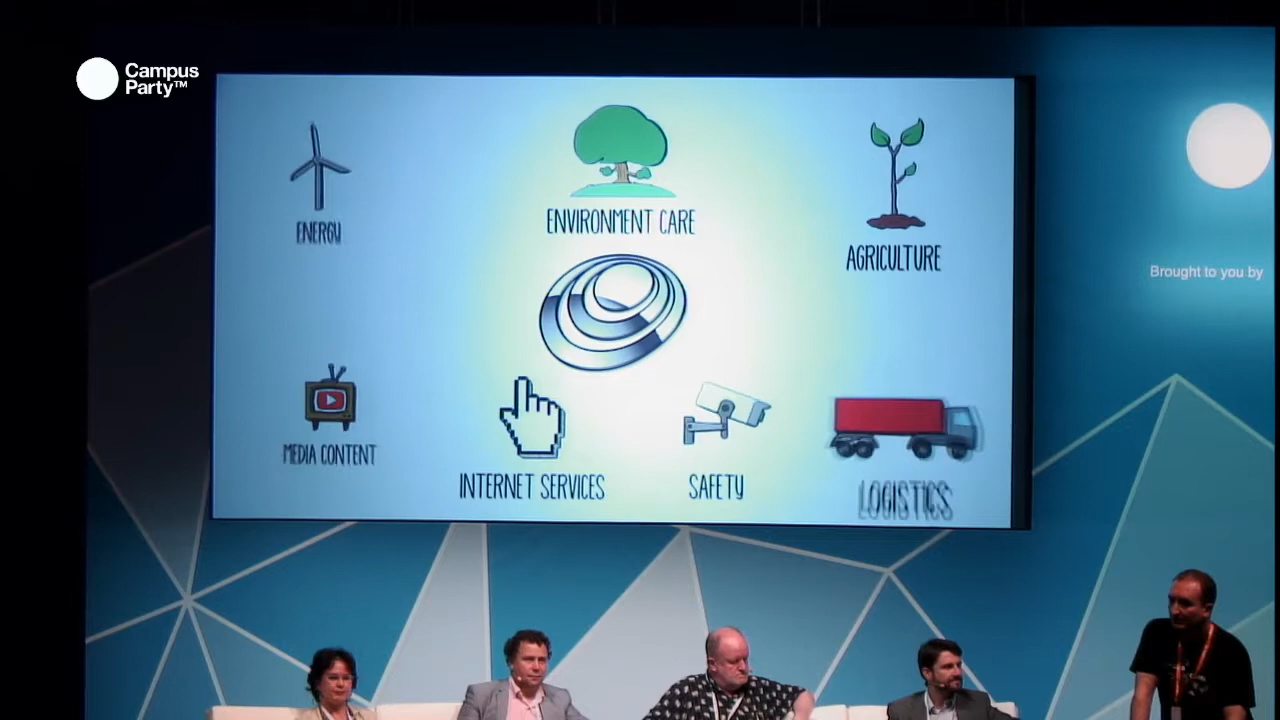 Campus
Party™
ENVIRONMENT CARE
ENERGY
AGRICULTURE
Brought to you by
MEDIA CONTENT
INTERNET SERVICES
SAFETY
LOGISTICS